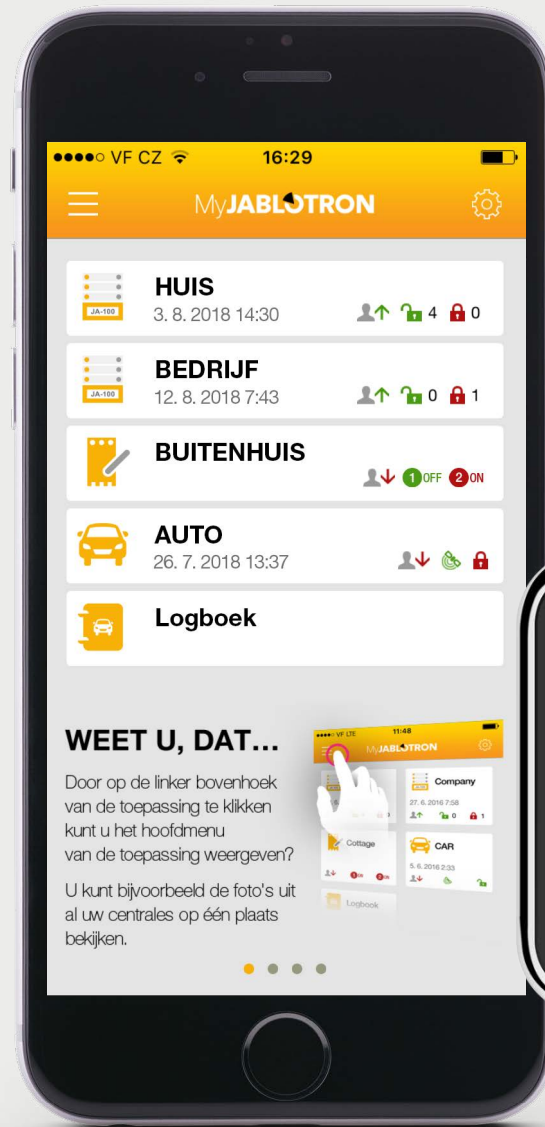 VF CZ 16:29
MyJABLOTRON
HUIS
JA-100
3. 8. 2018 14:30 4 0
BEDRIJF
JA-100
12. 8. 2018 7:43 0 1
BUITENHUIS
1 OFF 2 ON
AUTO
26. 7. 2018 13:37
Logboek
WEET U, DAT...
Door op de linker bovenhoek
van de toepassing te klikken
kunt u het hoofdmenu
van de toepassing weergeven?
U kunt bijvoorbeeld de foto's uit
al uw centrales op één plaats
bekijken.
VF LTE 11:48
MyJABLOTRON
Company
27. 6. 2016 7:58
0 1
Cottage
CAR
5. 6. 2016 2:33
Logbook